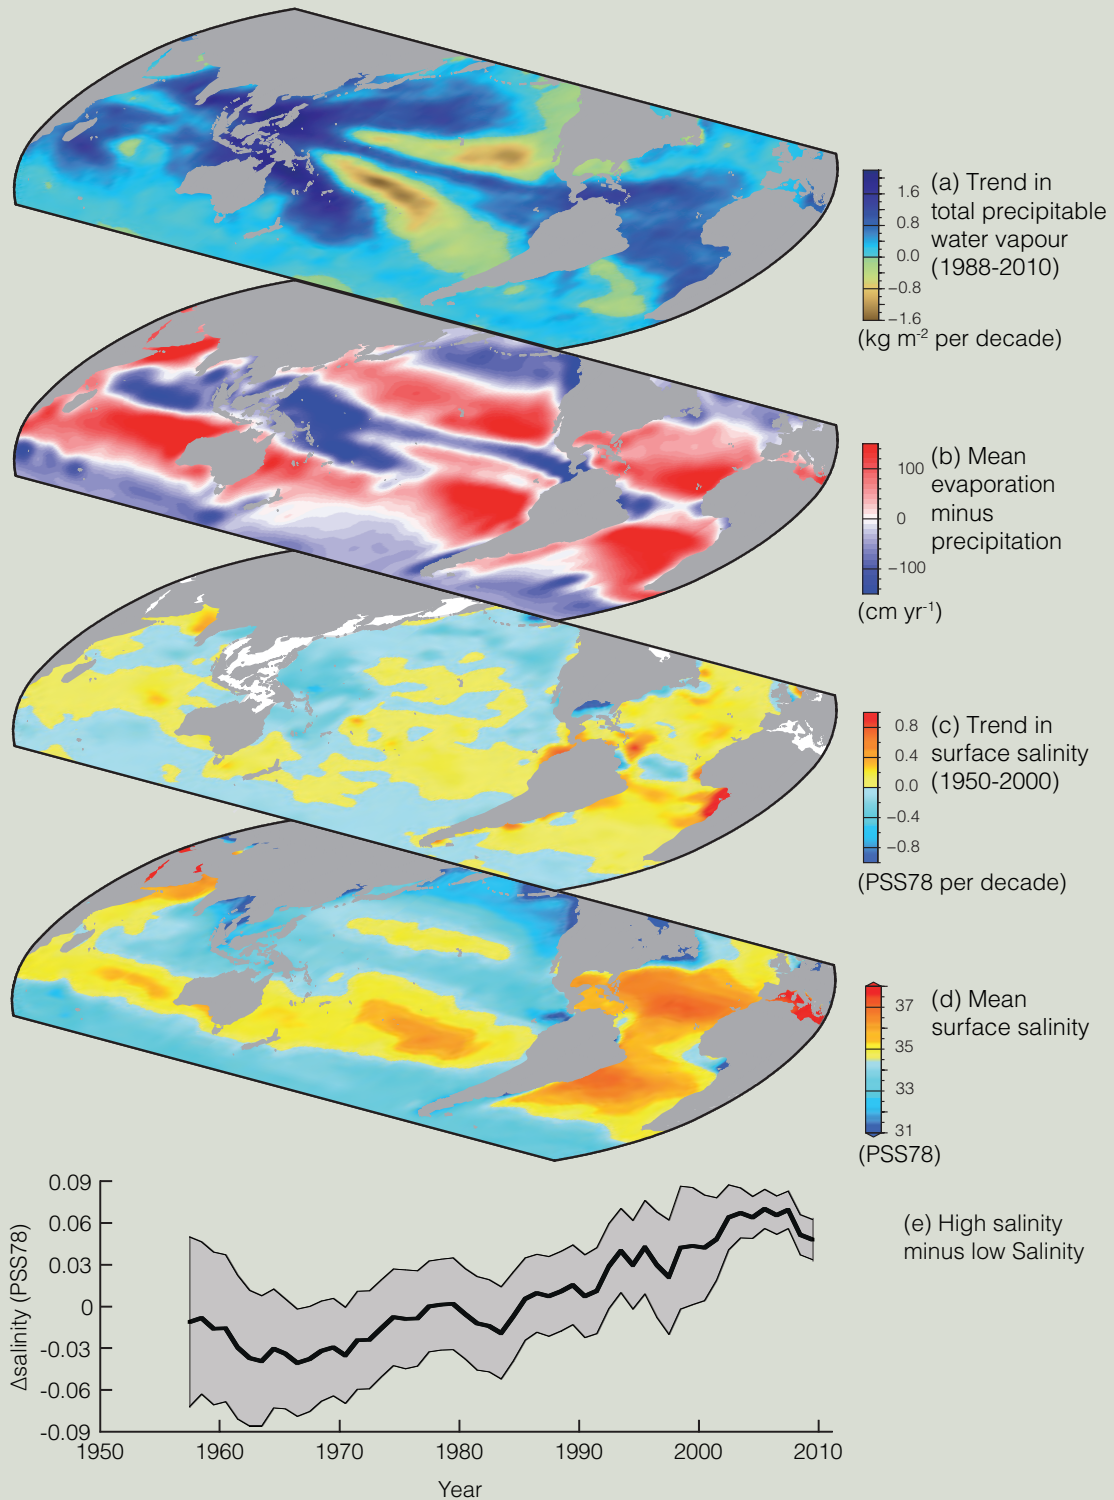 1.6
0.8
0.0
−0.8
−1.6
(a) Trend in
total precipitable
water vapour
(1988-2010)
(kg m⁻² per decade)
100
0
−100
(b) Mean
evaporation
minus
precipitation
(cm yr⁻¹)
0.8
0.4
0.0
−0.4
−0.8
(c) Trend in
surface salinity
(1950-2000)
(PSS78 per decade)
37
35
33
31
(d) Mean
surface salinity
(PSS78)
(e) High salinity
minus low Salinity
Δsalinity (PSS78)
0.09
0.06
0.03
0
-0.03
-0.06
-0.09
1950 1960 1970 1980 1990 2000 2010
Year